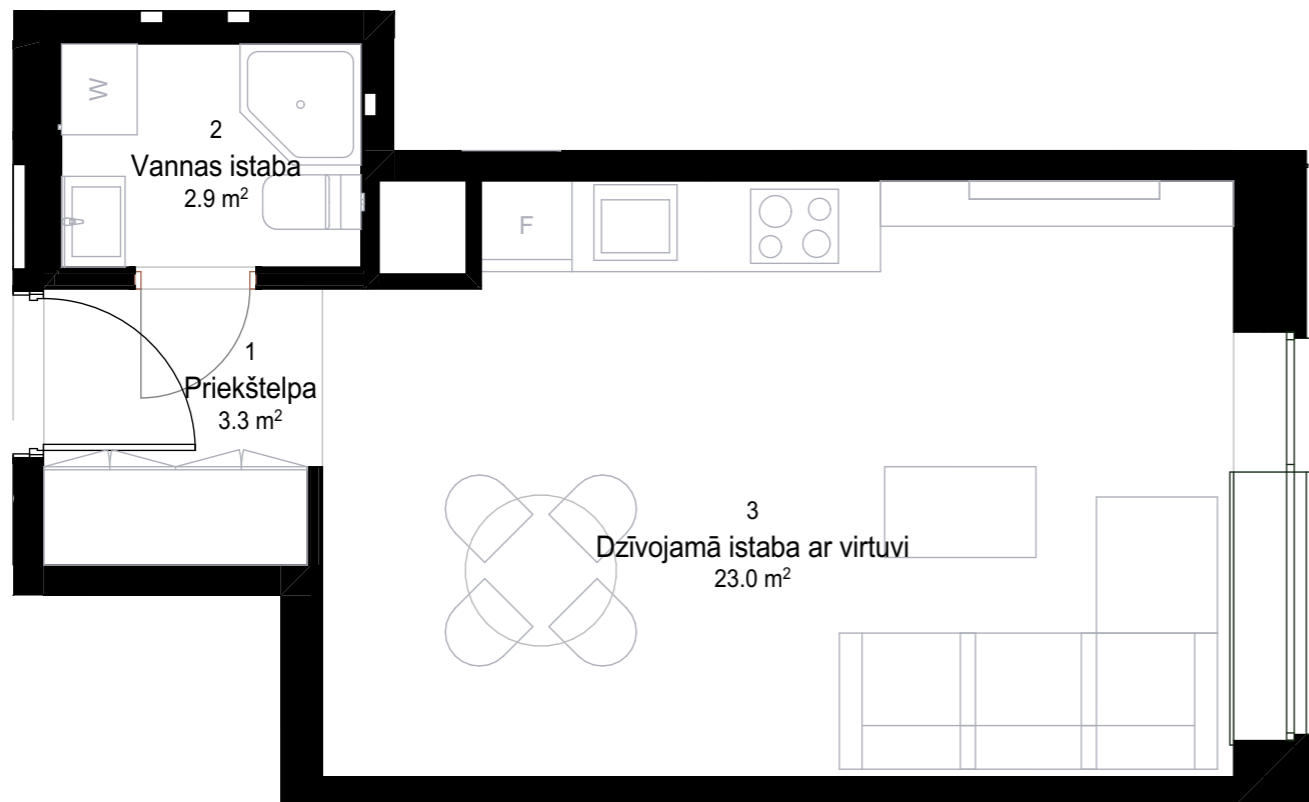 W
2
Vannas istaba
2.9 m²
F
1
Priekštelpa
3.3 m²
3
Dzīvojamā istaba ar virtuvi
23.0 m²